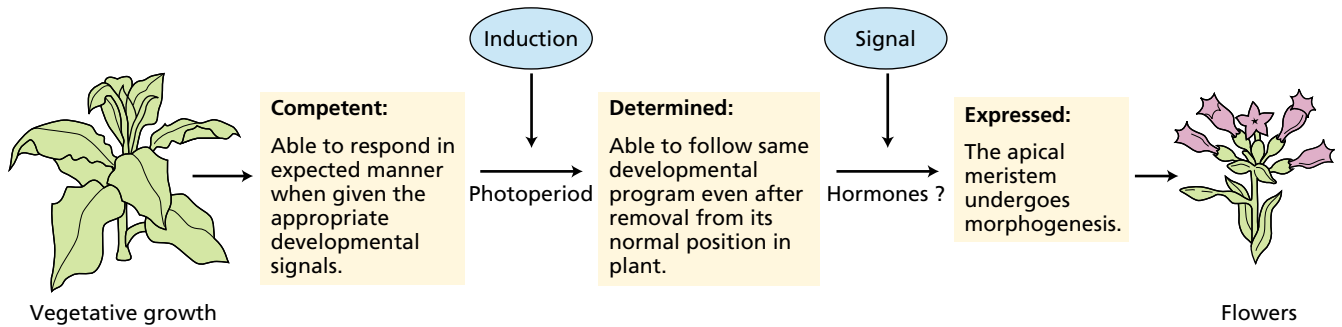 Induction
Signal
Competent:
Able to respond in
expected manner
when given the
appropriate
developmental
signals.
Photoperiod
Determined:
Able to follow same
developmental
program even after
removal from its
normal position in
plant.
Hormones ?
Expressed:
The apical
meristem
undergoes
morphogenesis.
Vegetative growth
Flowers